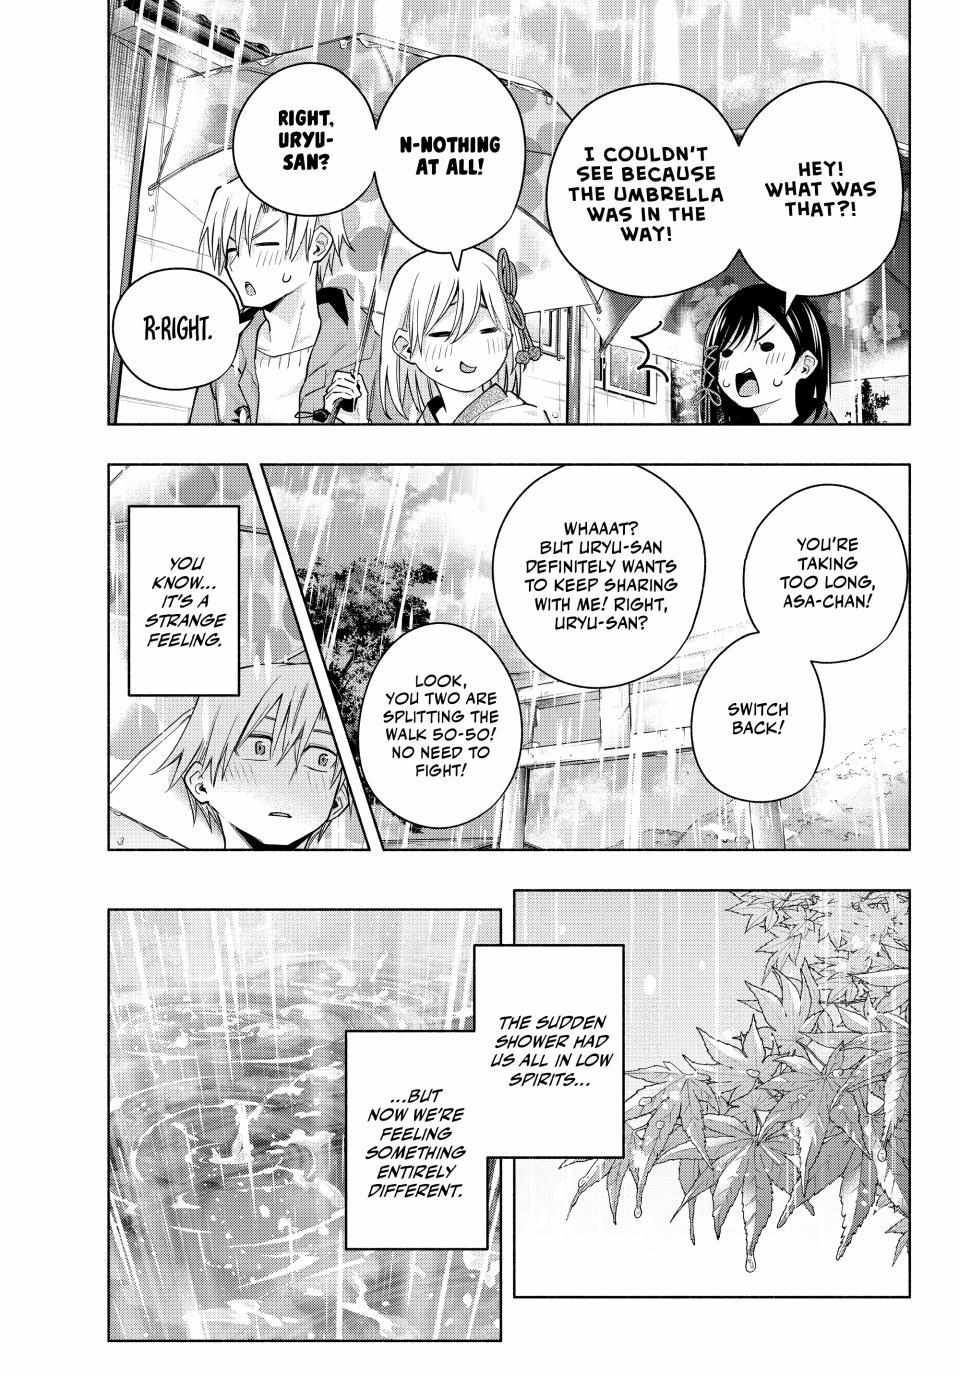 HEY!
WHAT WAS
THAT?!
I COULDN'T
SEE BECAUSE
THE UMBRELLA
WAS IN THE
WAY!
N-NOTHING
AT ALL!
RIGHT,
URYU-
SAN?
R-RIGHT.
YOU'RE
TAKING
TOO LONG,
ASA-CHAN!
SWITCH
BACK!
WHAAAT?
BUT URYU-SAN
DEFINITELY WANTS
TO KEEP SHARING
WITH ME! RIGHT,
URYU-SAN?
LOOK,
YOU TWO ARE
SPLITTING THE
WALK 50-50!
NO NEED TO
FIGHT!
YOU
KNOW...
IT'S A
STRANGE
FEELING.
THE SUDDEN
SHOWER HAD
US ALL IN LOW
SPIRITS...
...BUT
NOW WE'RE
FEELING
SOMETHING
ENTIRELY
DIFFERENT.